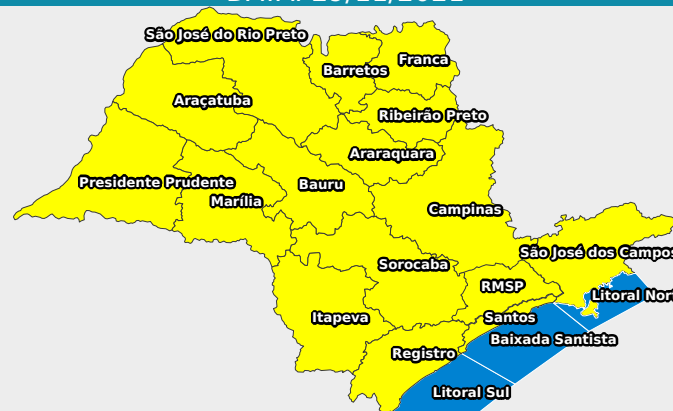 São José do Rio Preto
Franca
Barretos
Araçatuba
Ribeirão Preto
Araraquara
Presidente Prudente
Bauru
Marília
Campinas
São José dos Campos
Sorocaba
RMSP
Litoral Nor
Itapeva
Santos
Baixada Santista
Registro
Litoral Sul